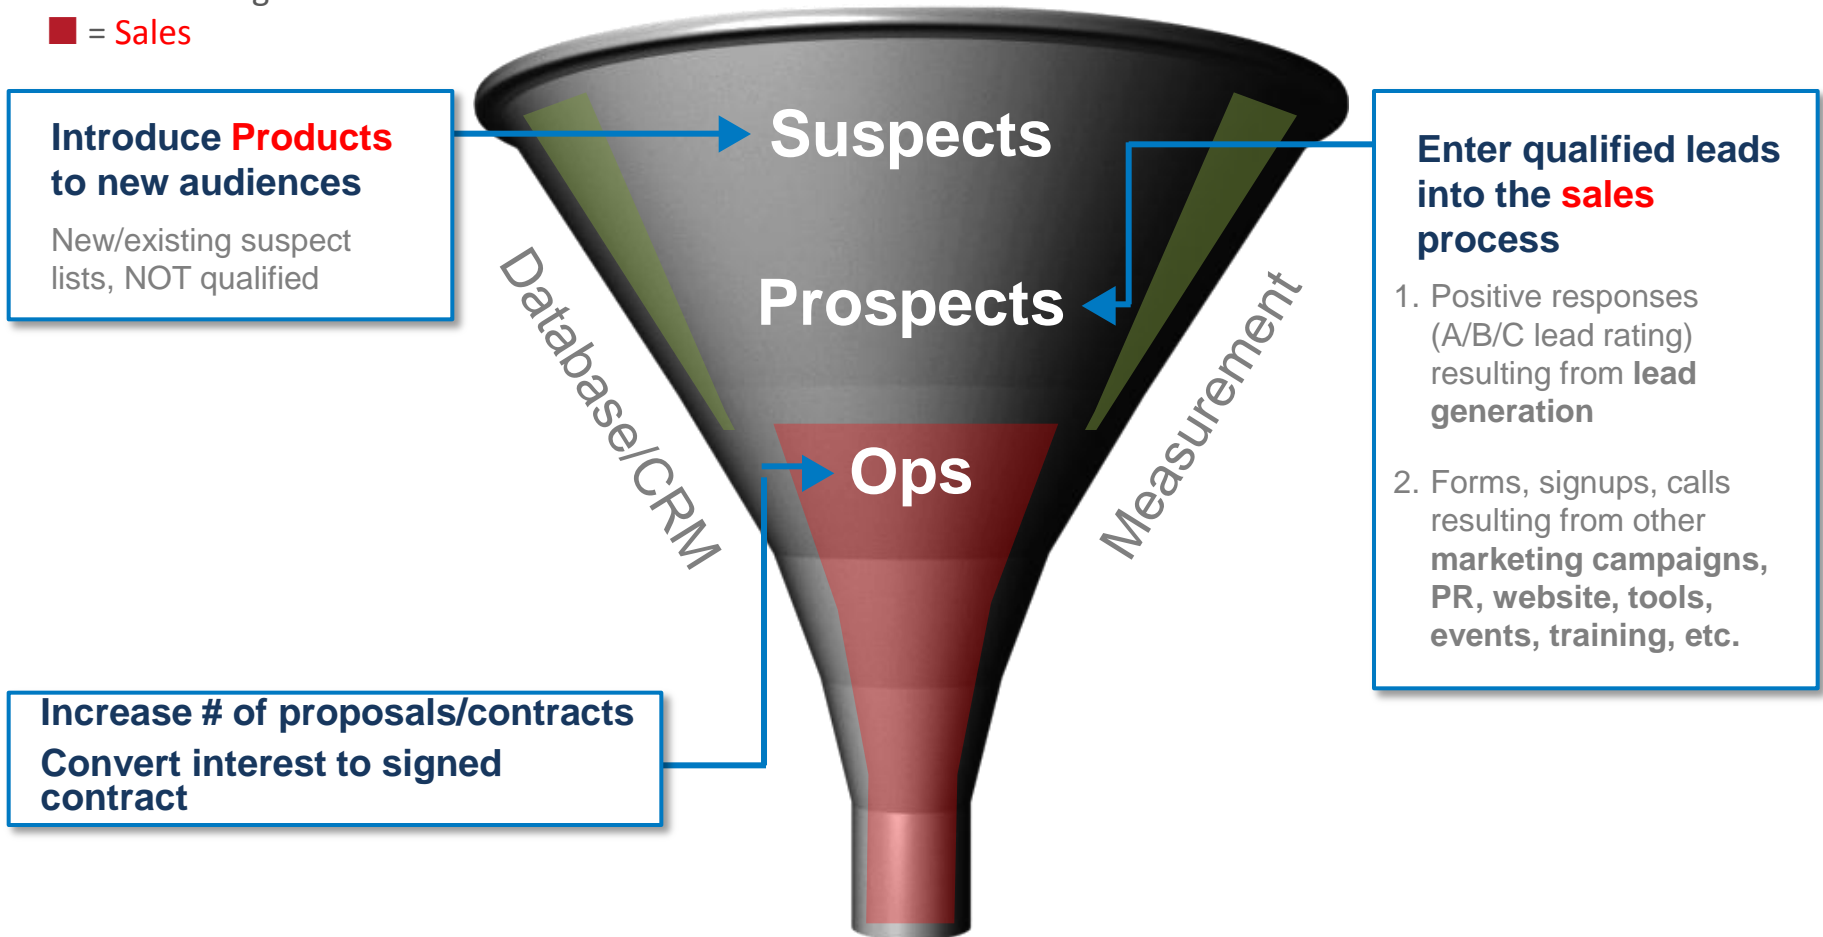 = Sales
Introduce Products
to new audiences
New/existing suspect
lists, NOT qualified
Suspects
Prospects
Ops
Database/CRM
Measurement
Enter qualified leads
into the sales
process
1. Positive responses
(A/B/C lead rating)
resulting from lead
generation
2. Forms, signups, calls
resulting from other
marketing campaigns,
PR, website, tools,
events, training, etc.
Increase # of proposals/contracts
Convert interest to signed
contract